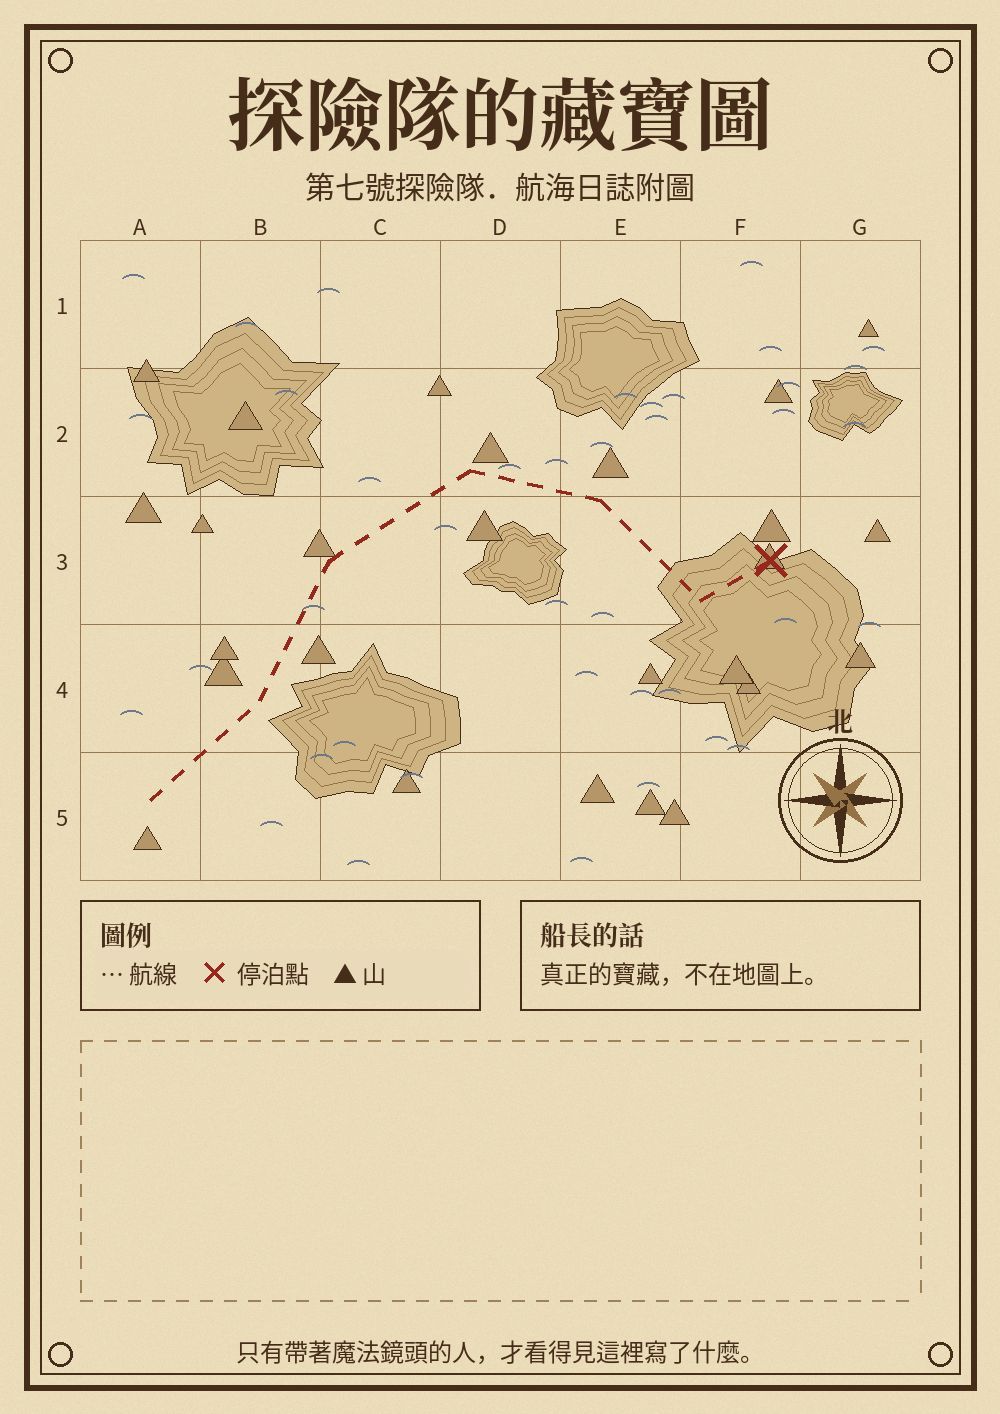 探險隊的藏寶圖
第七號探險隊．航海日誌附圖
A B C D E F G
1
2
3
4
北
5
圖例
··· 航線 停泊點 山
船長的話
真正的寶藏，不在地圖上。
只有帶著魔法鏡頭的人，才看得見這裡寫了什麼。